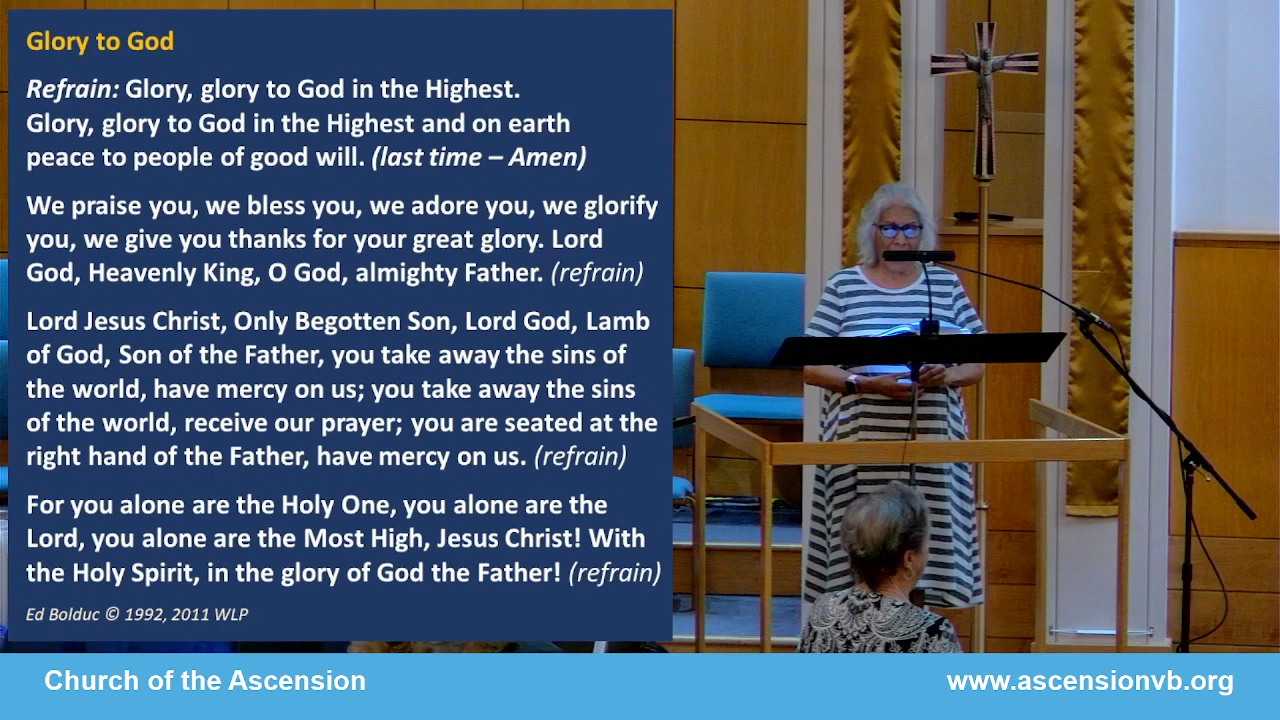 Glory to God
Refrain: Glory, glory to God in the Highest.
Glory, glory to God in the Highest and on earth
peace to people of good will. (last time – Amen)
We praise you, we bless you, we adore you, we glorify
you, we give you thanks for your great glory. Lord
God, Heavenly King, O God, almighty Father. (refrain)
Lord Jesus Christ, Only Begotten Son, Lord God, Lamb
of God, Son of the Father, you take away the sins of
the world, have mercy on us; you take away the sins
of the world, receive our prayer; you are seated at the
right hand of the Father, have mercy on us. (refrain)
For you alone are the Holy One, you alone are the
Lord, you alone are the Most High, Jesus Christ! With
the Holy Spirit, in the glory of God the Father! (refrain)
Ed Bolduc © 1992, 2011 WLP
Church of the Ascension
www.ascensionvb.org